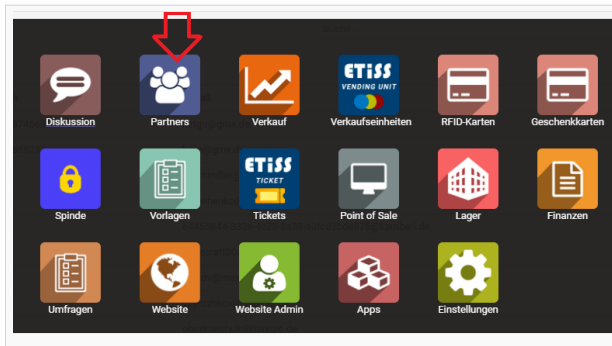 Diskussion
Partners
Verkauf
ETiSS
VENDING UNIT
Verkaufseinheiten
RFID-Karten
Geschenkkarten
Spinde
Vorlagen
ETiSS
TICKET
Tickets
Point of Sale
Lager
Finanzen
Umfragen
Website
Website Admin
Apps
Einstellungen